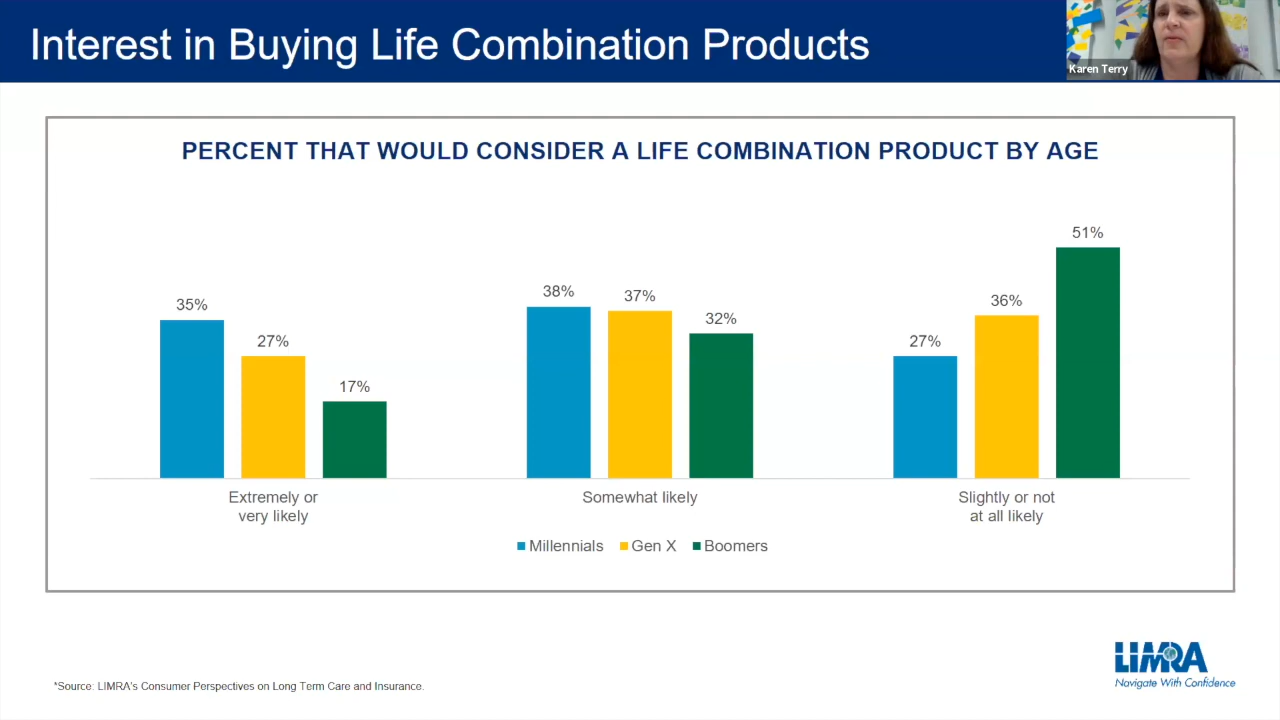 Interest in Buying Life Combination Products
Karen Terry
PERCENT THAT WOULD CONSIDER A LIFE COMBINATION PRODUCT BY AGE
35%
27%
17%
38%
37%
32%
27%
36%
51%
Extremely or
very likely
Somewhat likely
Slightly or not
at all likely
Millennials
Gen X
Boomers
LIMRA
Navigate With Confidence
*Source: LIMRA's Consumer Perspectives on Long Term Care and Insurance.